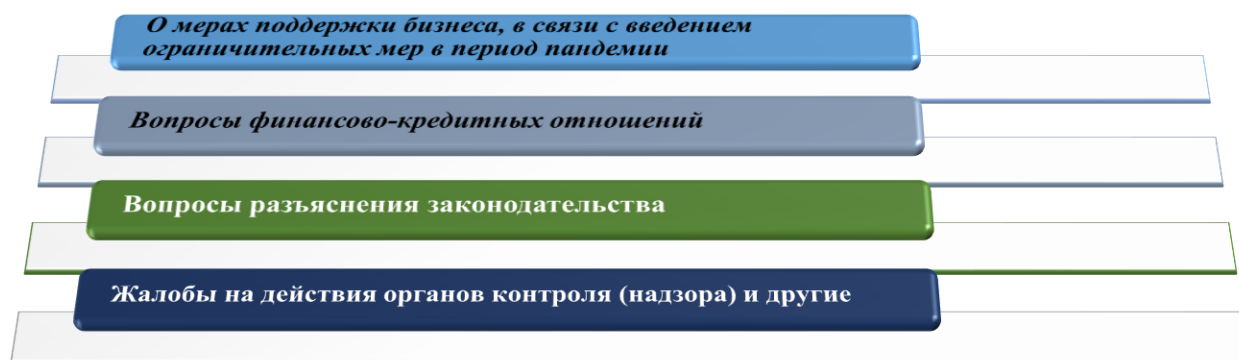 О мерах поддержки бизнеса, в связи с введением
ограничительных мер в период пандемии
Вопросы финансово-кредитных отношений
Вопросы разъяснения законодательства
Жалобы на действия органов контроля (надзора) и другие